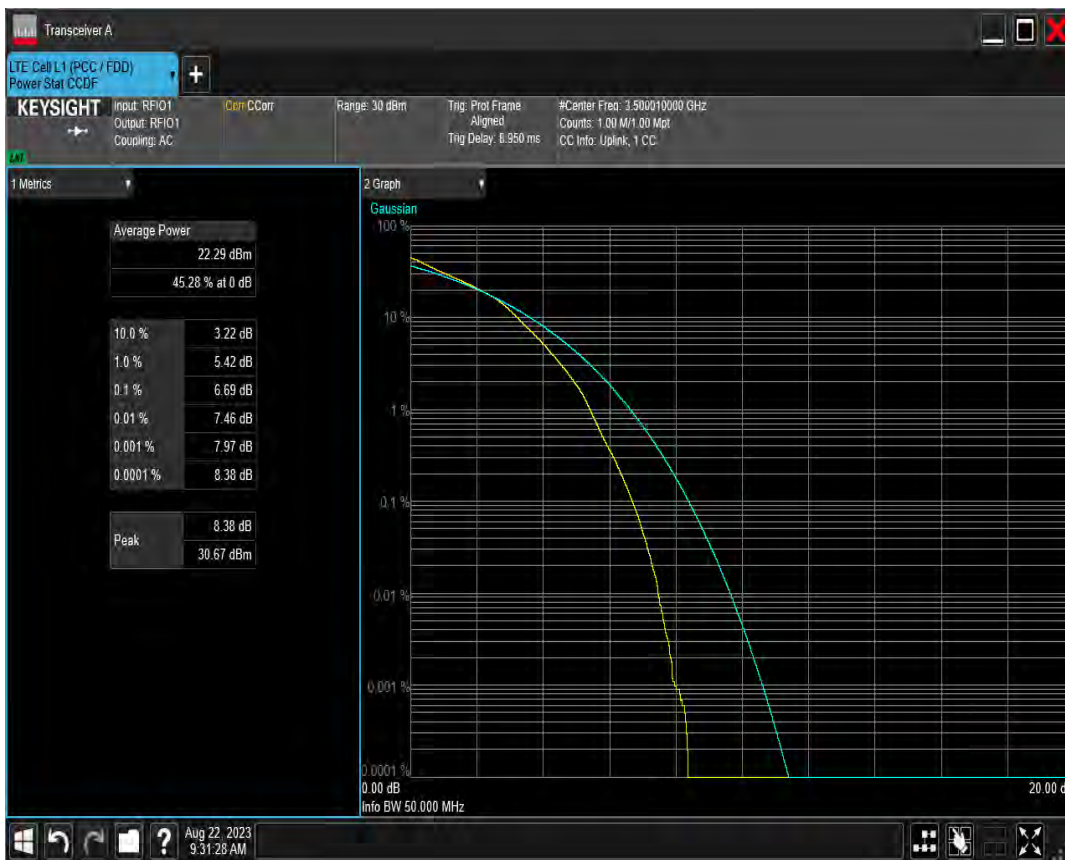 Transceiver A
LTE Cell L1 (PCC / FDD)
Power Stat CCDF
+
KEYSIGHT
LXI
Input: RFIO1
Output: RFIO1
Coupling: AC
Corr CCorr
Range: 30 dBm
Trig: Prot Frame
Aligned
Trig Delay: 6.950 ms
#Center Freq: 3.500010000 GHz
Counts: 1.00 M/1.00 Mpt
CC Info: Uplink, 1 CC
1 Metrics
Average Power
22.29 dBm
45.28 % at 0 dB
10.0 % 3.22 dB
1.0 % 5.42 dB
0.1 % 6.69 dB
0.01 % 7.46 dB
0.001 % 7.97 dB
0.0001 % 8.38 dB
Peak
8.38 dB
30.67 dBm
2 Graph
Gaussian
100 %
10 %
1 %
0.1 %
0.01 %
0.001 %
0.0001 %
0.00 dB
20.00 d
Info BW 50.000 MHz
?
Aug 22, 2023
9:31:28 AM